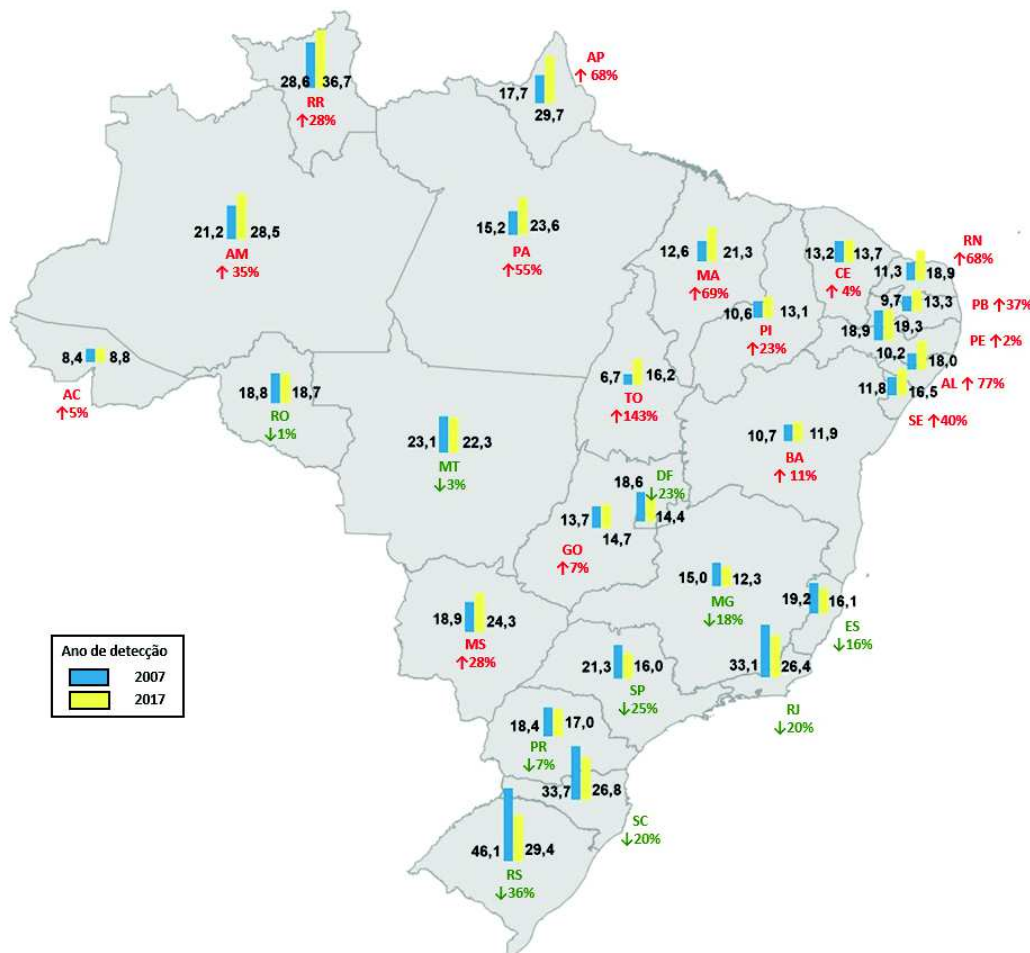 28,6 36,7
RR
↑28%
AP
↑ 68%
17,7
29,7
21,2 28,5
AM
↑ 35%
15,2 23,6
PA
↑55%
12,6 21,3
MA
↑69%
13,2 13,7
CE
↑ 4%
RN
↑68%
11,3 18,9
9,7 13,3
PB ↑37%
10,6 13,1
PI
↑23%
18,9 19,3
PE ↑2%
10,2 18,0
AL ↑ 77%
11,8 16,5
SE ↑40%
8,4 8,8
AC
↑5%
18,8 18,7
RO
↓1%
6,7 16,2
TO
↑143%
23,1 22,3
MT
↓3%
10,7 11,9
BA
↑ 11%
DF
↓23%
18,6
14,4
13,7
14,7
GO
↑7%
15,0 12,3
MG
↓18%
19,2 16,1
ES
↓16%
18,9 24,3
MS
↑28%
21,3 16,0
SP
↓25%
33,1 26,4
RJ
↓20%
Ano de detecção
2007
2017
18,4 17,0
PR
↓7%
33,7 26,8
SC
↓20%
46,1 29,4
RS
↓36%